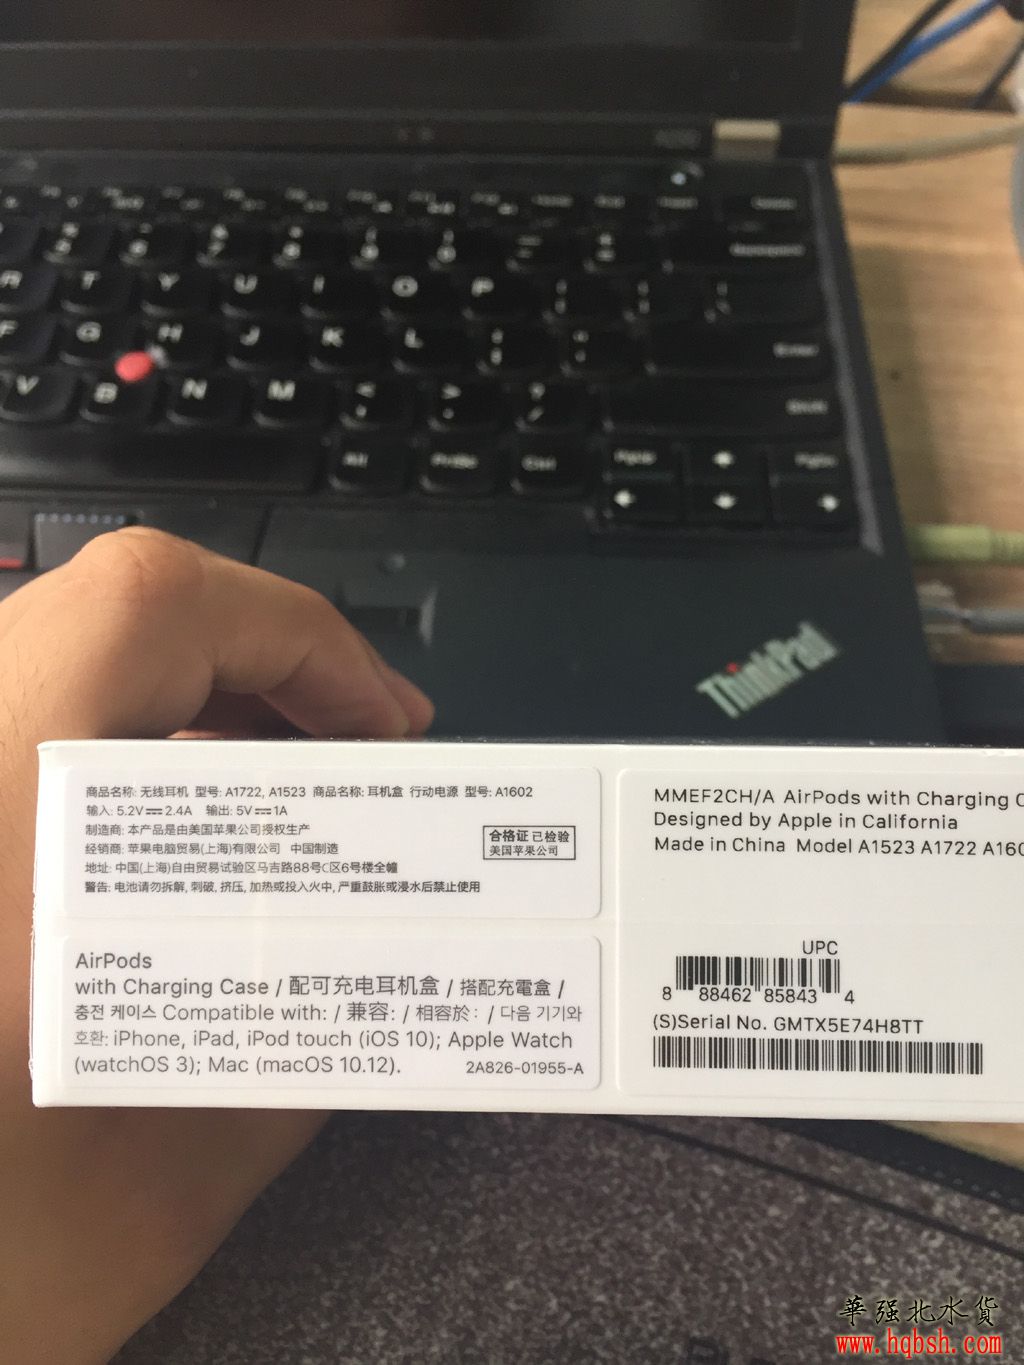 Backspace
T Y U I O P
G H J K L
Enter
V B N M
Shift
Alt PrtSc Ctrl
ThinkPad
商品名称: 无线耳机 型号: A1722, A1523 商品名称: 耳机盒 行动电源 型号: A1602
输入: 5.2V⎓2.4A 输出: 5V⎓1A
制造商: 本产品是由美国苹果公司授权生产
经销商: 苹果电脑贸易(上海)有限公司 中国制造
地址: 中国(上海)自由贸易试验区马吉路88号C区6号楼全幢
警告: 电池请勿拆解, 刺破, 挤压, 加热或投入火中, 严重鼓胀或浸水后禁止使用
合格证 已检验
美国苹果公司
AirPods
with Charging Case / 配可充电耳机盒 / 搭配充電盒 /
충전 케이스 Compatible with: / 兼容: / 相容於: / 다음 기기와
호환: iPhone, iPad, iPod touch (iOS 10); Apple Watch
(watchOS 3); Mac (macOS 10.12).
2A826-01955-A
MMEF2CH/A AirPods with Charging C
Designed by Apple in California
Made in China Model A1523 A1722 A160
UPC
8 88462 85843 4
(S)Serial No. GMTX5E74H8TT
華强北水貨
www.hqbsh.com